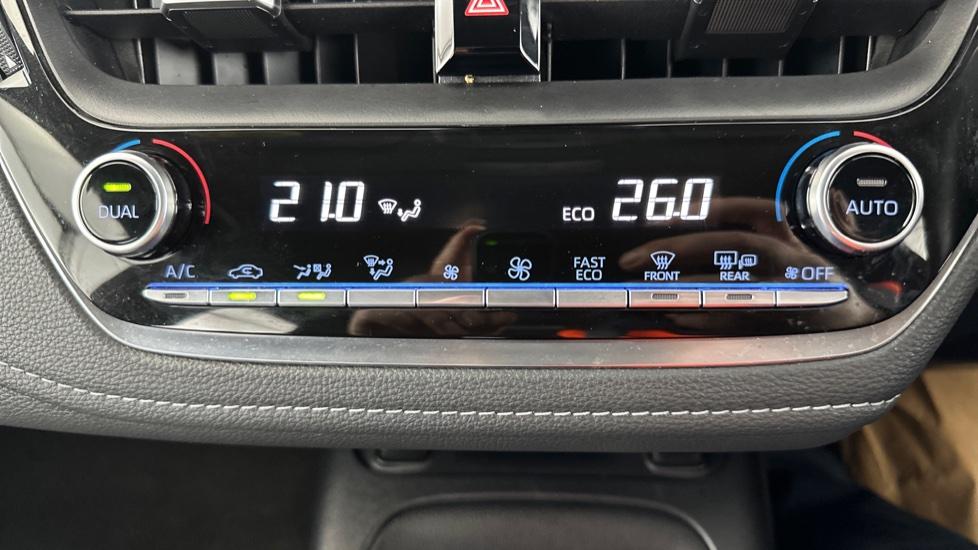 DUAL
21.0
ECO
26.0
AUTO
A/C
FAST
ECO
FRONT
REAR
OFF